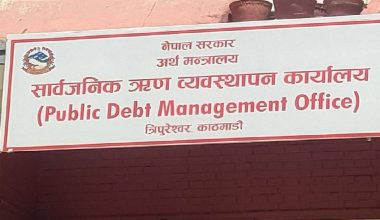 नेपाल सरकार
अर्थ मन्त्रालय
सार्वजनिक ऋण व्यवस्थापन कार्यालय
(Public Debt Management Office)
त्रिपुरेश्वर, काठमाडौं